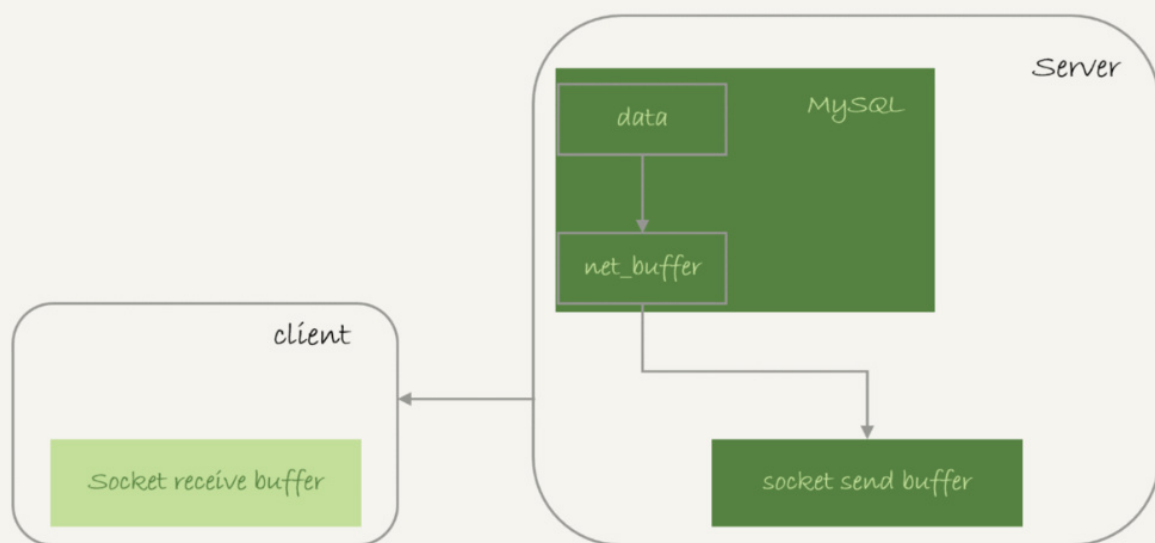 Server
MySQL
data
net_buffer
client
Socket receive buffer
socket send buffer